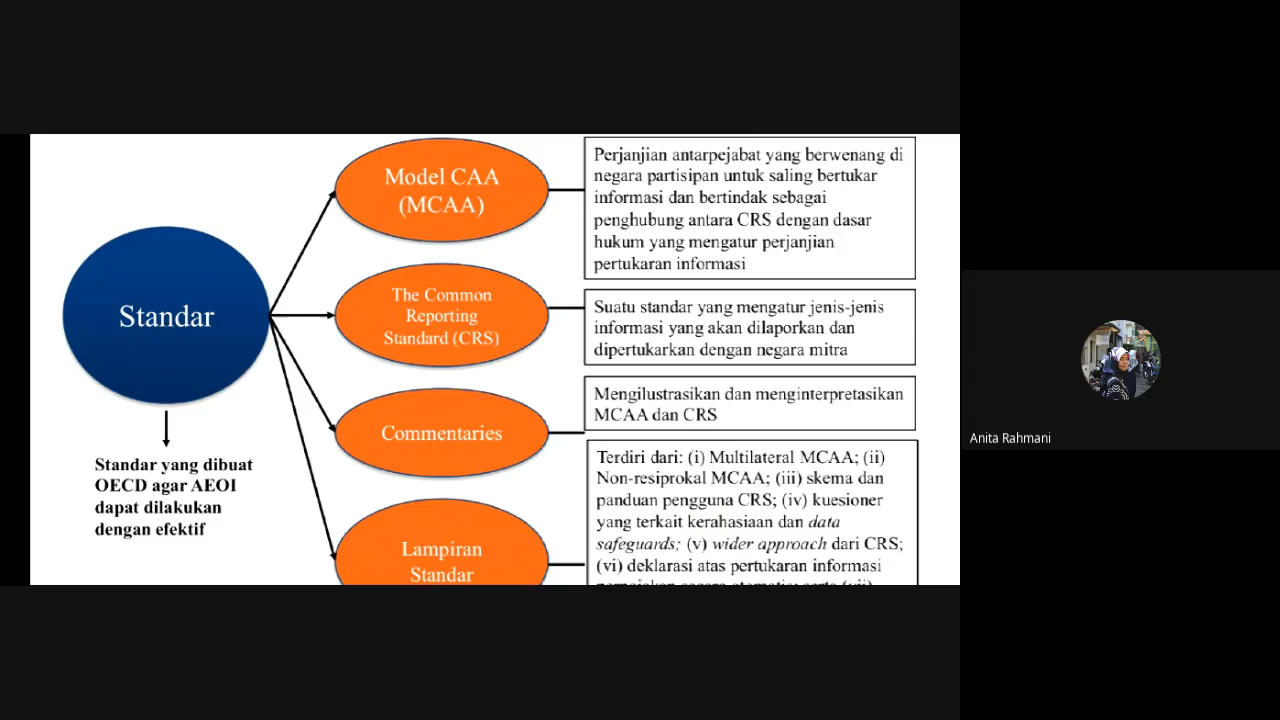 Standar
Standar yang dibuat
OECD agar AEOI
dapat dilakukan
dengan efektif
Model CAA
(MCAA)
Perjanjian antarpejabat yang berwenang di
negara partisipan untuk saling bertukar
informasi dan bertindak sebagai
penghubung antara CRS dengan dasar
hukum yang mengatur perjanjian
pertukaran informasi
The Common
Reporting
Standard (CRS)
Suatu standar yang mengatur jenis-jenis
informasi yang akan dilaporkan dan
dipertukarkan dengan negara mitra
Commentaries
Mengilustrasikan dan menginterpretasikan
MCAA dan CRS
Lampiran
Standar
Terdiri dari: (i) Multilateral MCAA; (ii)
Non-resiprokal MCAA; (iii) skema dan
panduan pengguna CRS; (iv) kuesioner
yang terkait kerahasiaan dan data
safeguards; (v) wider approach dari CRS;
(vi) deklarasi atas pertukaran informasi
perpajakan secara otomatis; serta (vii)
Anita Rahmani